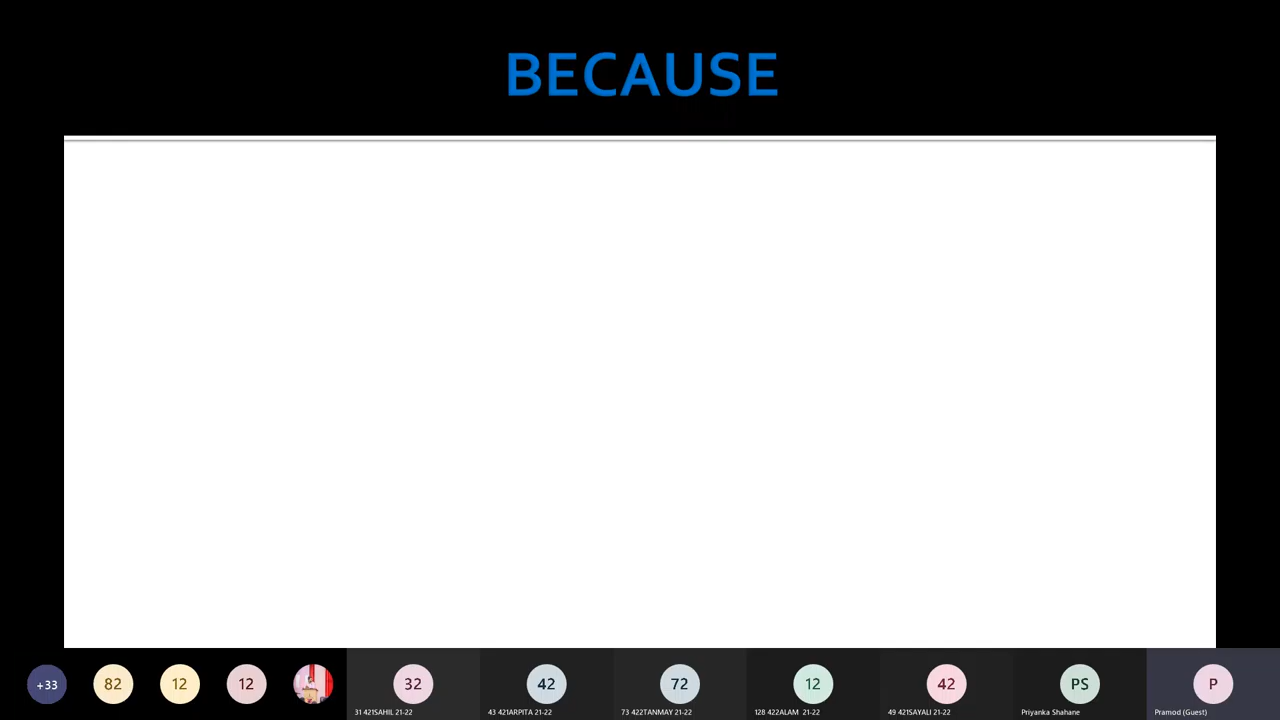 BECAUSE
+33
82
12
12
32
42
72
12
42
PS
P
31 421SAHIL 21-22
43 421ARPITA 21-22
73 422TANMAY 21-22
128 422ALAM  21-22
49 421SAYALI 21-22
Priyanka Shahane
Pramod (Guest)